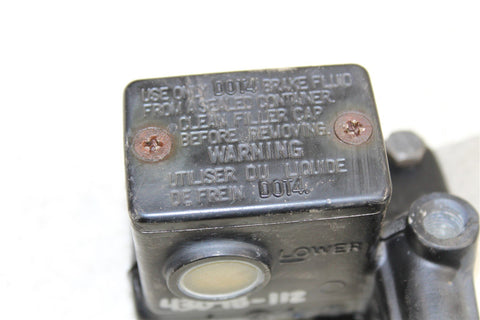 USE ONLY DOT4 BRAKE FLUID
FROM A SEALED CONTAINER.
CLEAN FILLER CAP
BEFORE REMOVING.
WARNING
UTILISER DU LIQUIDE
DE FREIN DOT4.
LOWER
-112